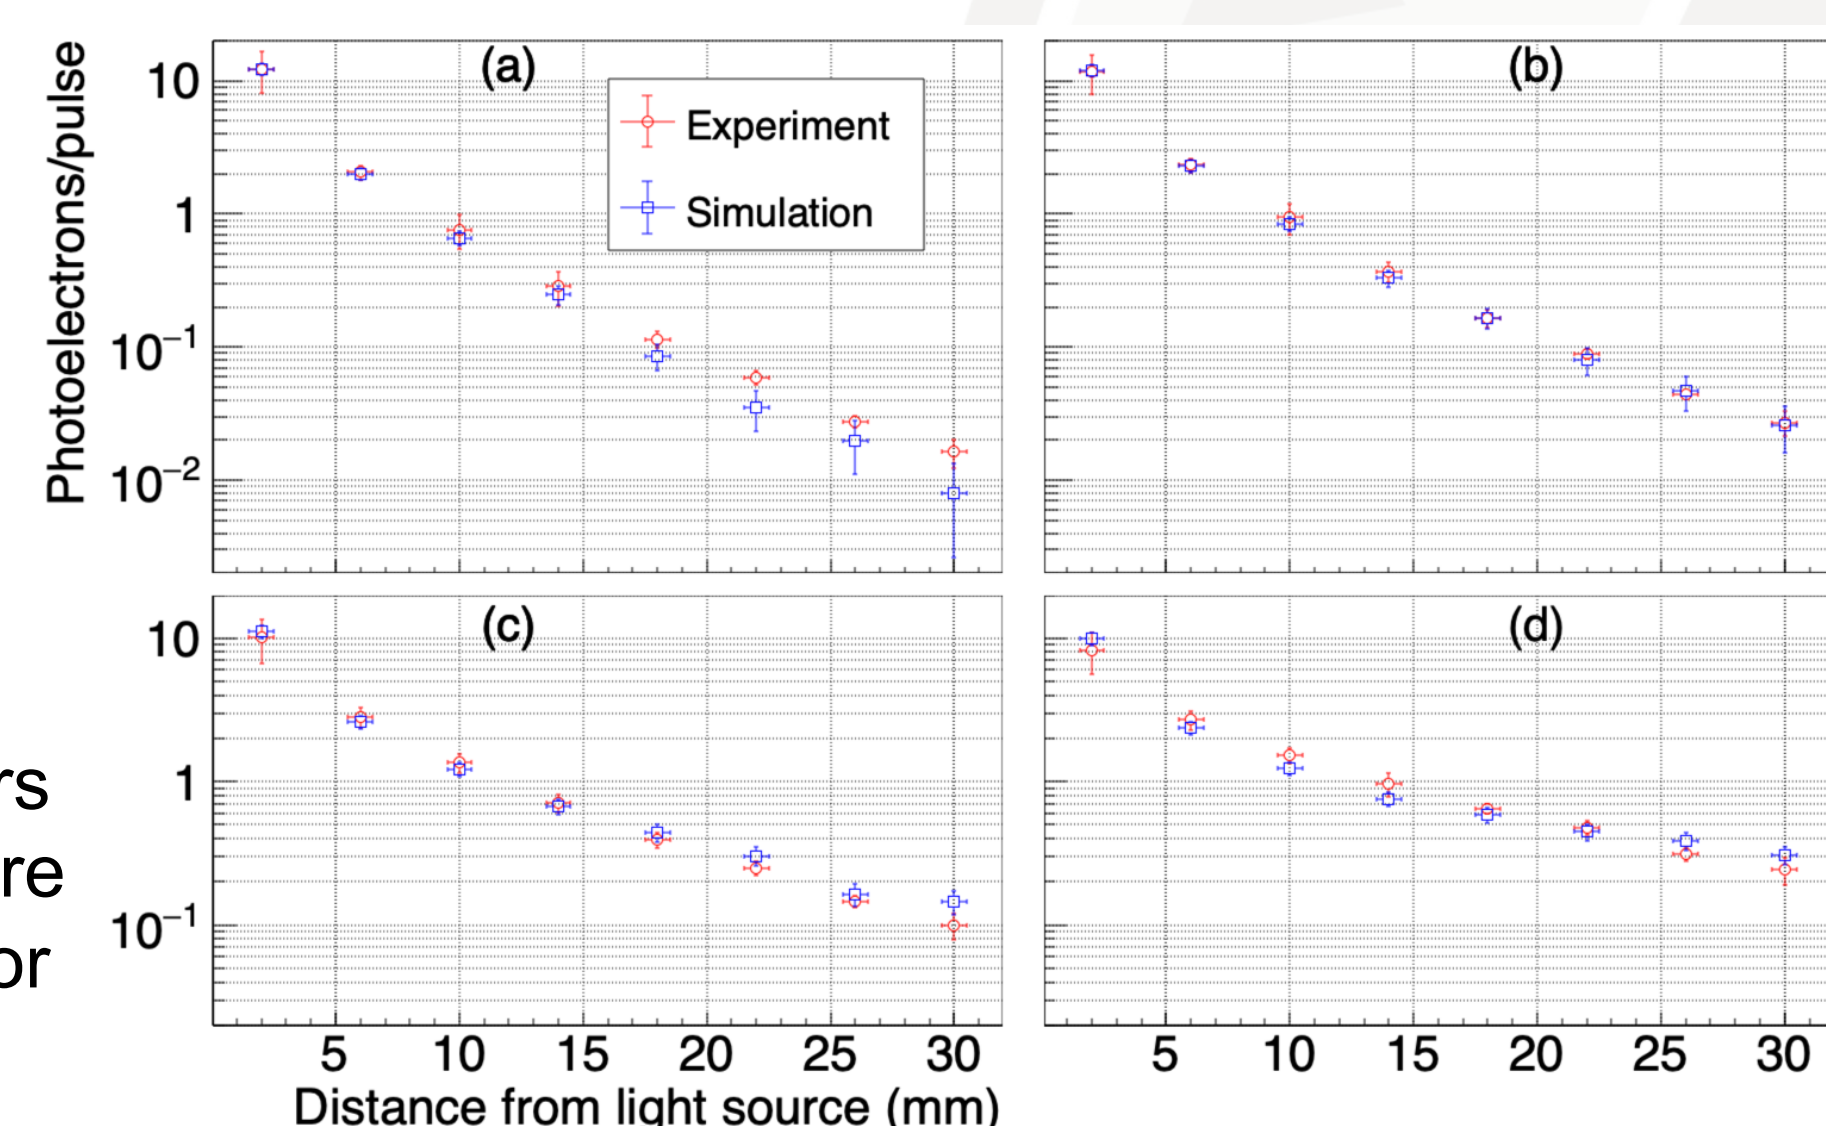 Photoelectrons/pulse
(a)
10
1
10⁻¹
10⁻²
Experiment
Simulation
(b)
(c)
10
1
10⁻¹
(d)
rs
re
or
5 10 15 20 25 30
5 10 15 20 25 30
Distance from light source (mm)